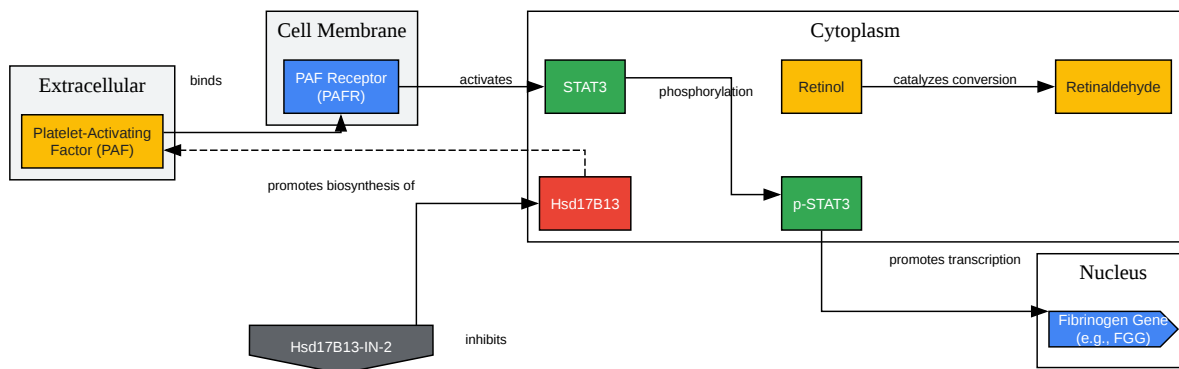 Cell Membrane
Cytoplasm
Extracellular
binds
PAF Receptor
(PAFR)
activates
STAT3
phosphorylation
Retinol
catalyzes conversion
Retinaldehyde
Platelet-Activating
Factor (PAF)
promotes biosynthesis of
Hsd17B13
p-STAT3
promotes transcription
Nucleus
Fibrinogen Gene
(e.g., FGG)
Hsd17B13-IN-2
inhibits